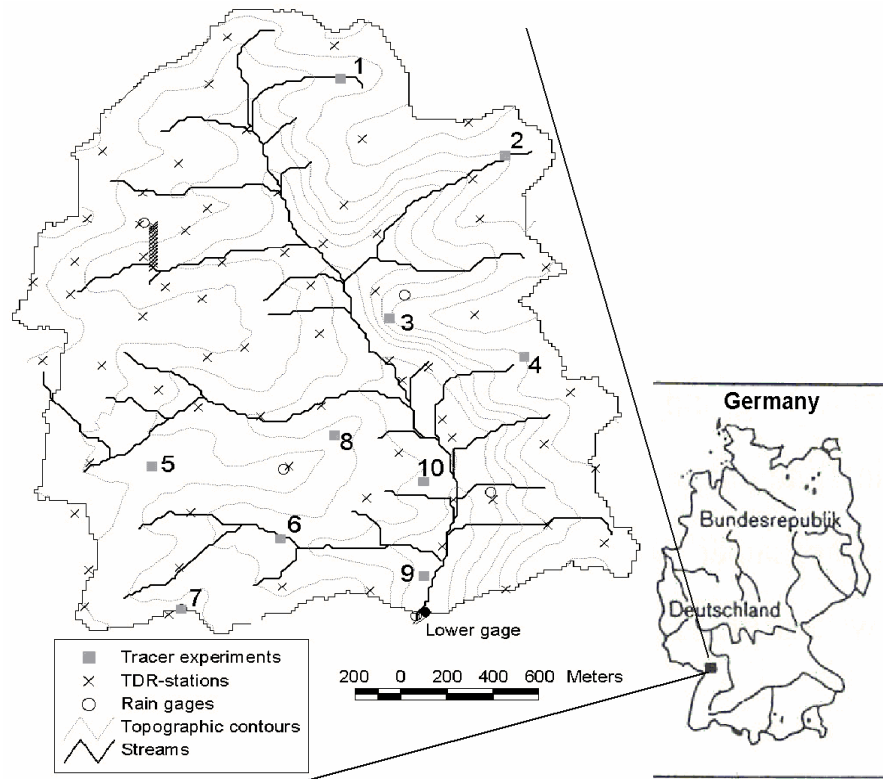 1
2
3
4
5
8
10
6
9
7
Lower gage
Tracer experiments
TDR-stations
Rain gages
Topographic contours
Streams
200 0 200 400 600 Meters
Germany
Bundesrepublik
Deutschland